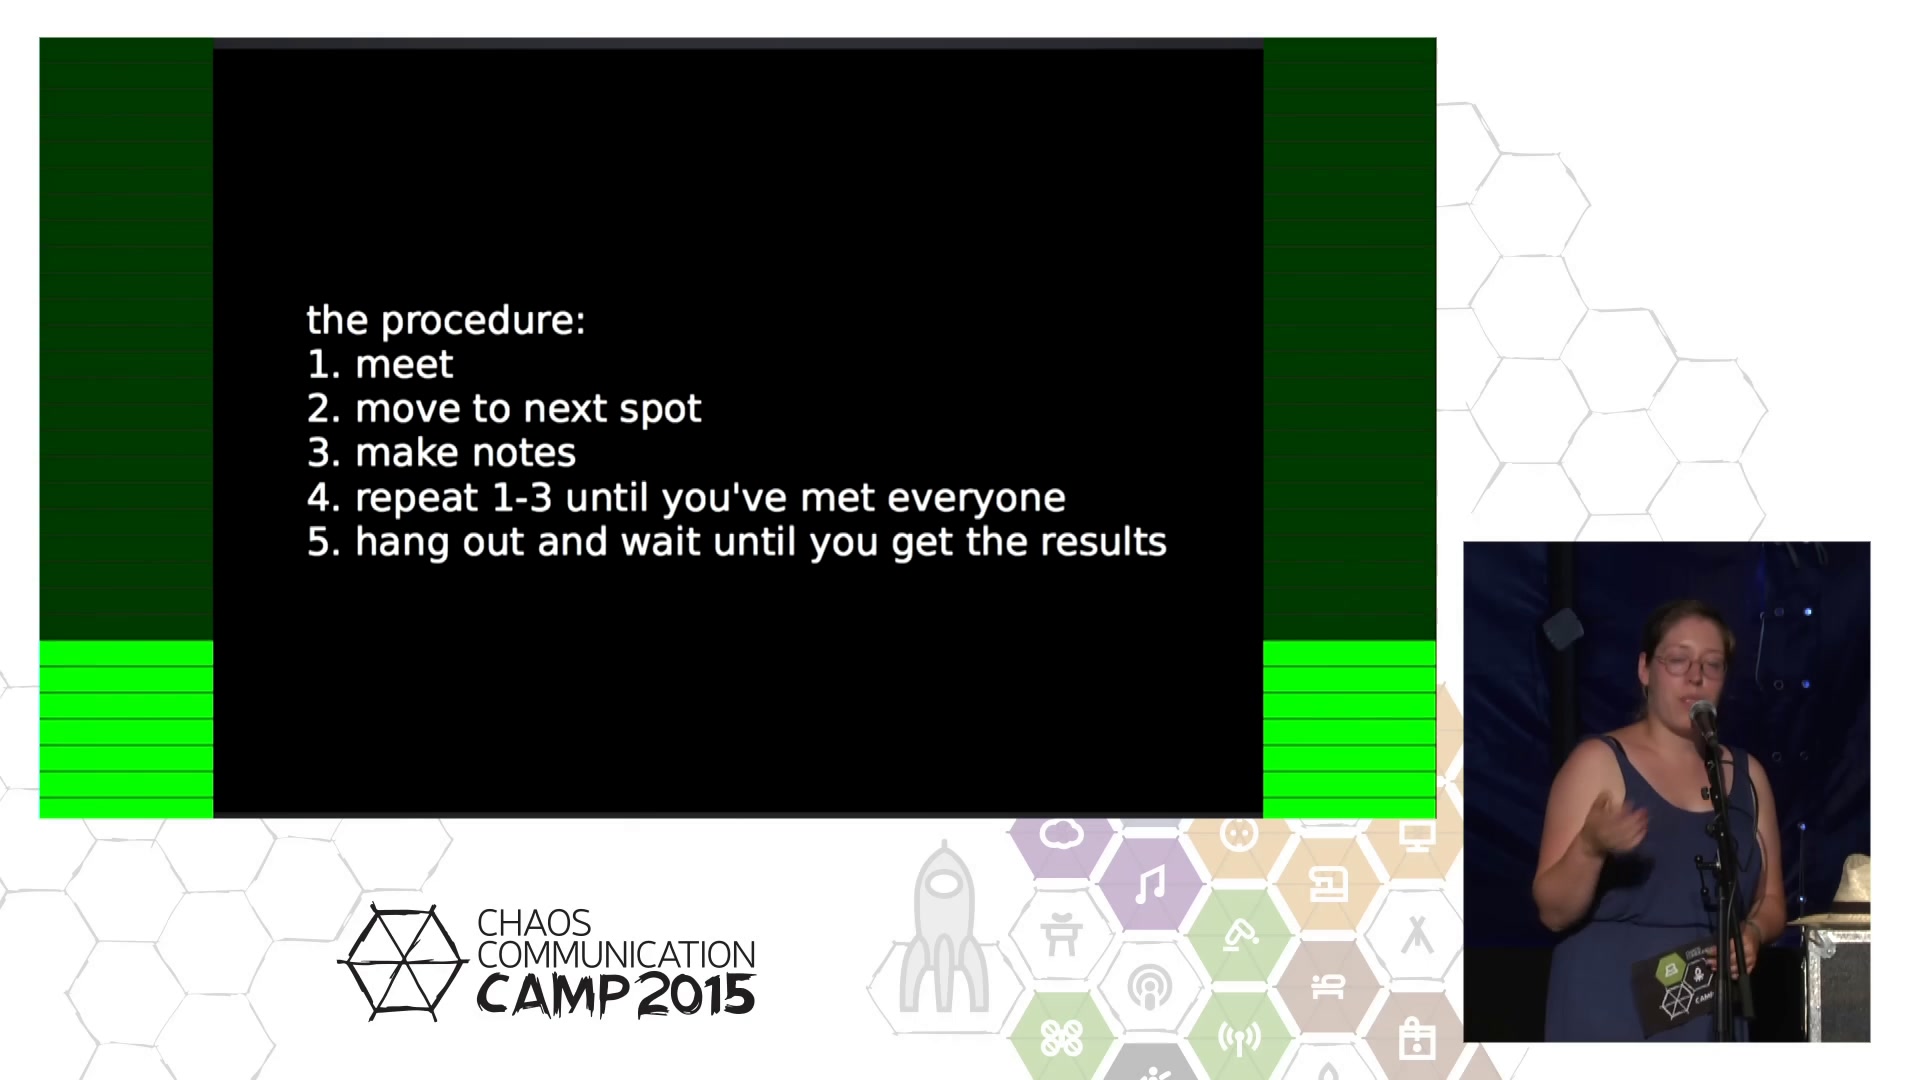 the procedure:
1. meet
2. move to next spot
3. make notes
4. repeat 1-3 until you've met everyone
5. hang out and wait until you get the results
CHAOS
COMMUNICATION
CAMP 2015